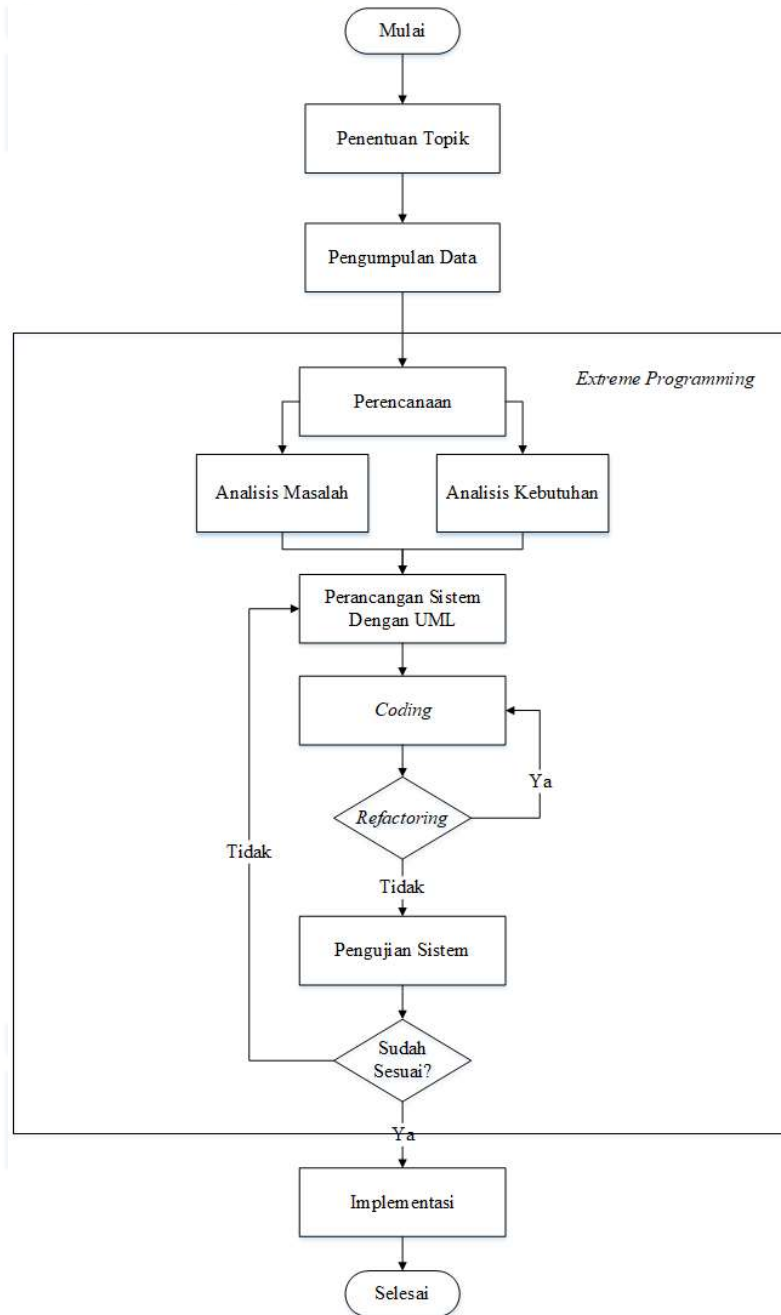 Mulai
Penentuan Topik
Pengumpulan Data
Extreme Programming
Perencanaan
Analisis Masalah
Analisis Kebutuhan
Perancangan Sistem
Dengan UML
Coding
Ya
Refactoring
Tidak
Tidak
Pengujian Sistem
Sudah
Sesuai?
Ya
Implementasi
Selesai